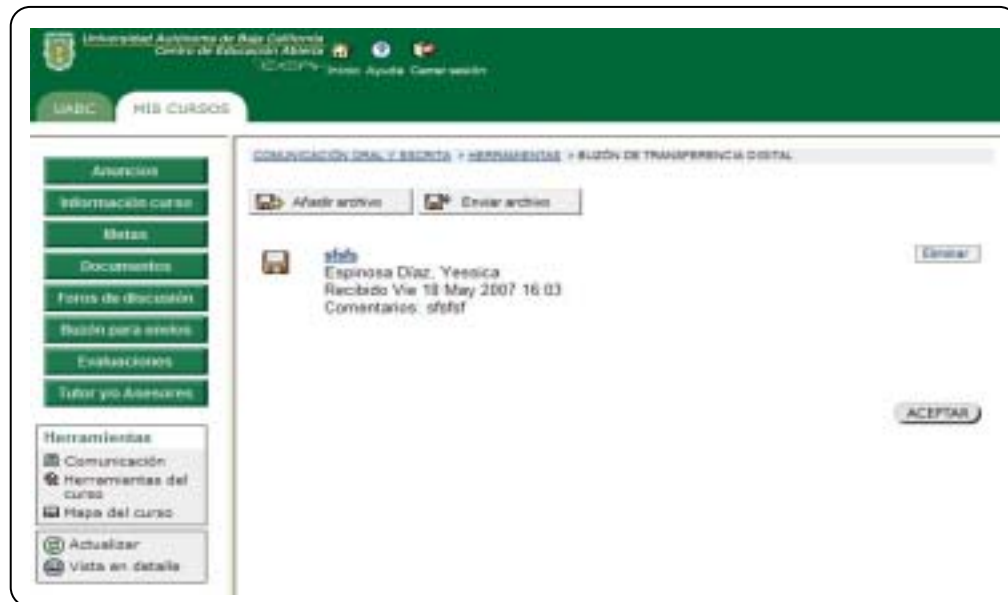 Universidad Autónoma de Baja California
Centro de Educación Abierta
Inicio Ayuda Cerrar sesión
UABC MIS CURSOS
COMUNICACIÓN ORAL Y ESCRITA > HERRAMIENTAS > BUZÓN DE TRANSFERENCIA DIGITAL
Anuncios
Información curso
Metas
Documentos
Foros de discusión
Buzón para envíos
Evaluaciones
Tutor y/o Asesores
Herramientas
Comunicación
Herramientas del
curso
Mapa del curso
Actualizar
Vista en detalle
Añadir archivo Enviar archivo
sfsfs
Espinosa Díaz, Yessica
Recibido Vie 18 May 2007 16:03
Comentarios: sfsfsf
Eliminar
ACEPTAR